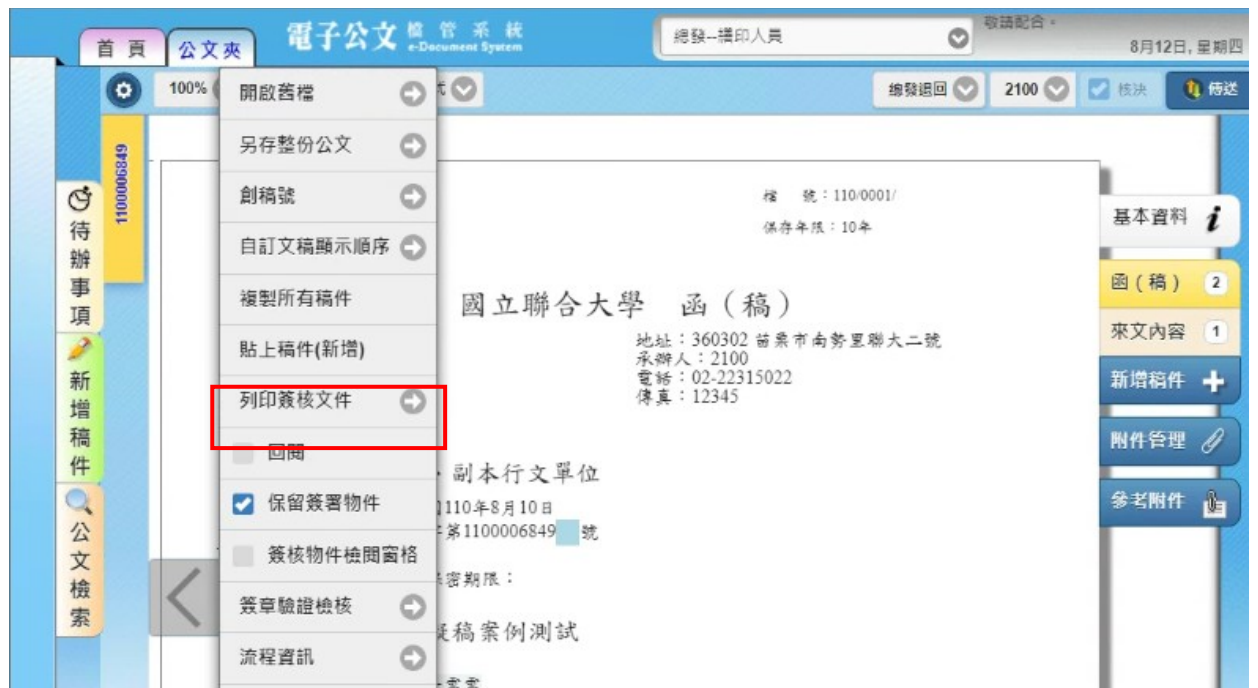 敬請配合。
首頁
公文夾
電子公文檔管系統
e-Document System
總發--繕印人員
8月12日, 星期四
100%
式
總發退回
2100
核決
傳送
1100006849
待辦事項
新增稿件
公文檢索
開啟舊檔
另存整份公文
創稿號
自訂文稿顯示順序
複製所有稿件
貼上稿件(新增)
列印簽核文件
回閱
保留簽署物件
簽核物件檢閱窗格
簽章驗證檢核
流程資訊
檔 號：110/0001/
保存年限：10年
國立聯合大學 函（稿）
地址：360302 苗栗市南勢里聯大二號
承辦人：2100
電話：02-22315022
傳真：12345
、副本行文單位
110年8月10日
字第1100006849 號
保密期限：
擬稿案例測試
基本資料
函(稿) 2
來文內容 1
新增稿件
附件管理
參考附件